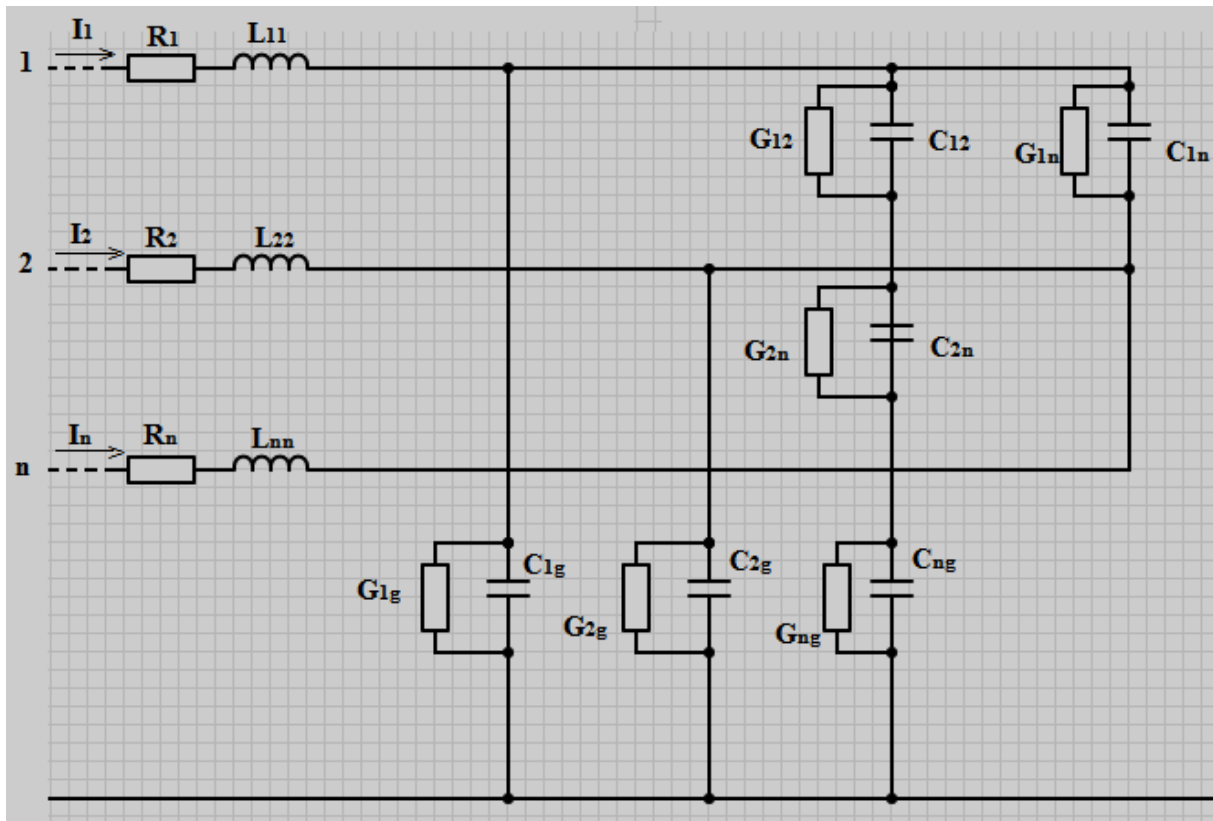 I1 R1 L11
1
G12 C12 G1n C1n
I2 R2 L22
2
G2n C2n
In Rn Lnn
n
C1g C2g Cng
G1g G2g Gng